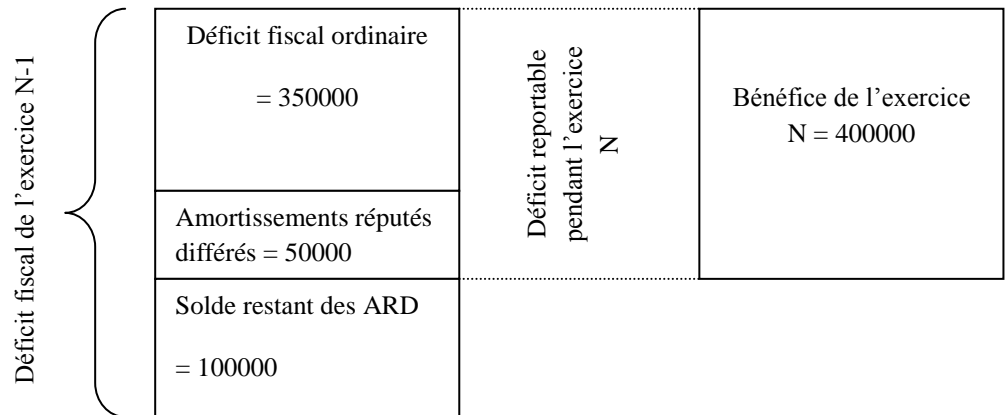 Déficit fiscal de l'exercice N-1
Déficit fiscal ordinaire
= 350000
Amortissements réputés
différés = 50000
Solde restant des ARD
= 100000
Déficit reportable
pendant l'exercice
N
Bénéfice de l'exercice
N = 400000